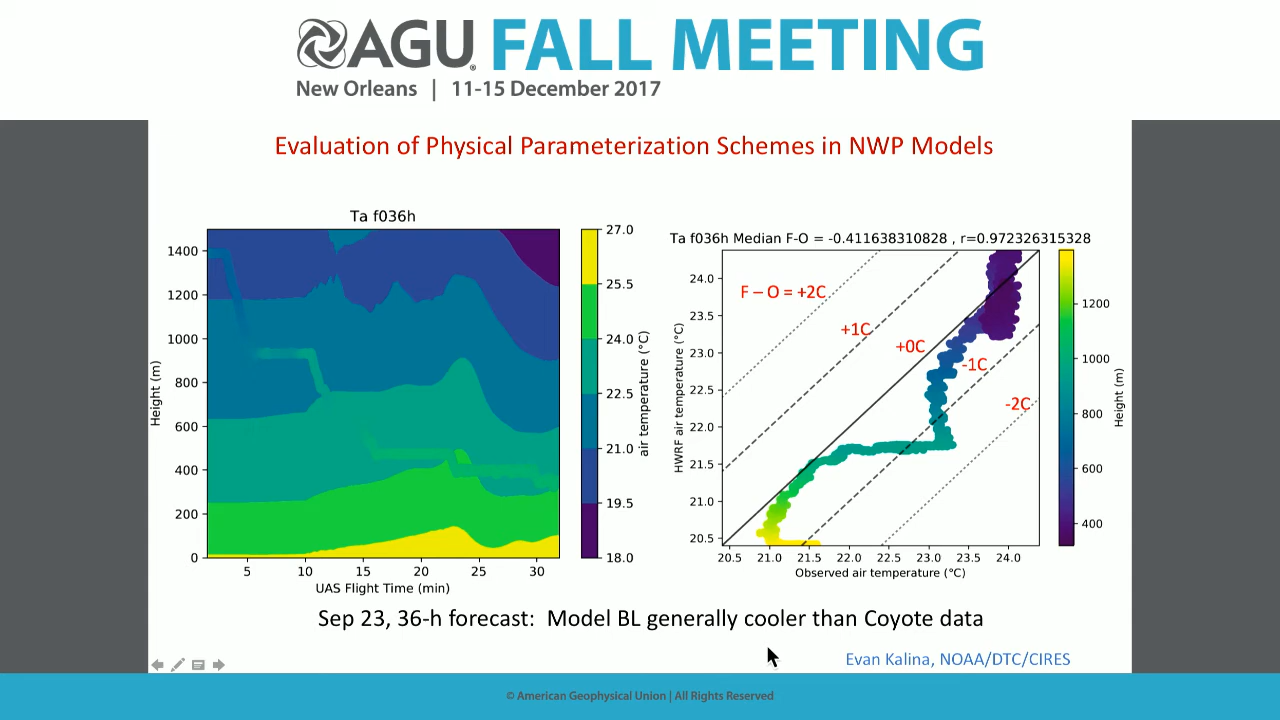 AGU FALL MEETING
New Orleans | 11-15 December 2017
Evaluation of Physical Parameterization Schemes in NWP Models
Ta f036h
1400
1200
1000
800
600
400
200
0
Height (m)
5 10 15 20 25 30
UAS Flight Time (min)
27.0
25.5
24.0
22.5
21.0
19.5
18.0
air temperature (°C)
Ta f036h Median F-O = -0.411638310828 , r=0.972326315328
24.0
23.5
23.0
22.5
22.0
21.5
21.0
20.5
HWRF air temperature (°C)
F – O = +2C
+1C
+0C
-1C
-2C
20.5 21.0 21.5 22.0 22.5 23.0 23.5 24.0
Observed air temperature (°C)
1200
1000
800
600
400
Height (m)
Sep 23, 36-h forecast: Model BL generally cooler than Coyote data
Evan Kalina, NOAA/DTC/CIRES
© American Geophysical Union | All Rights Reserved